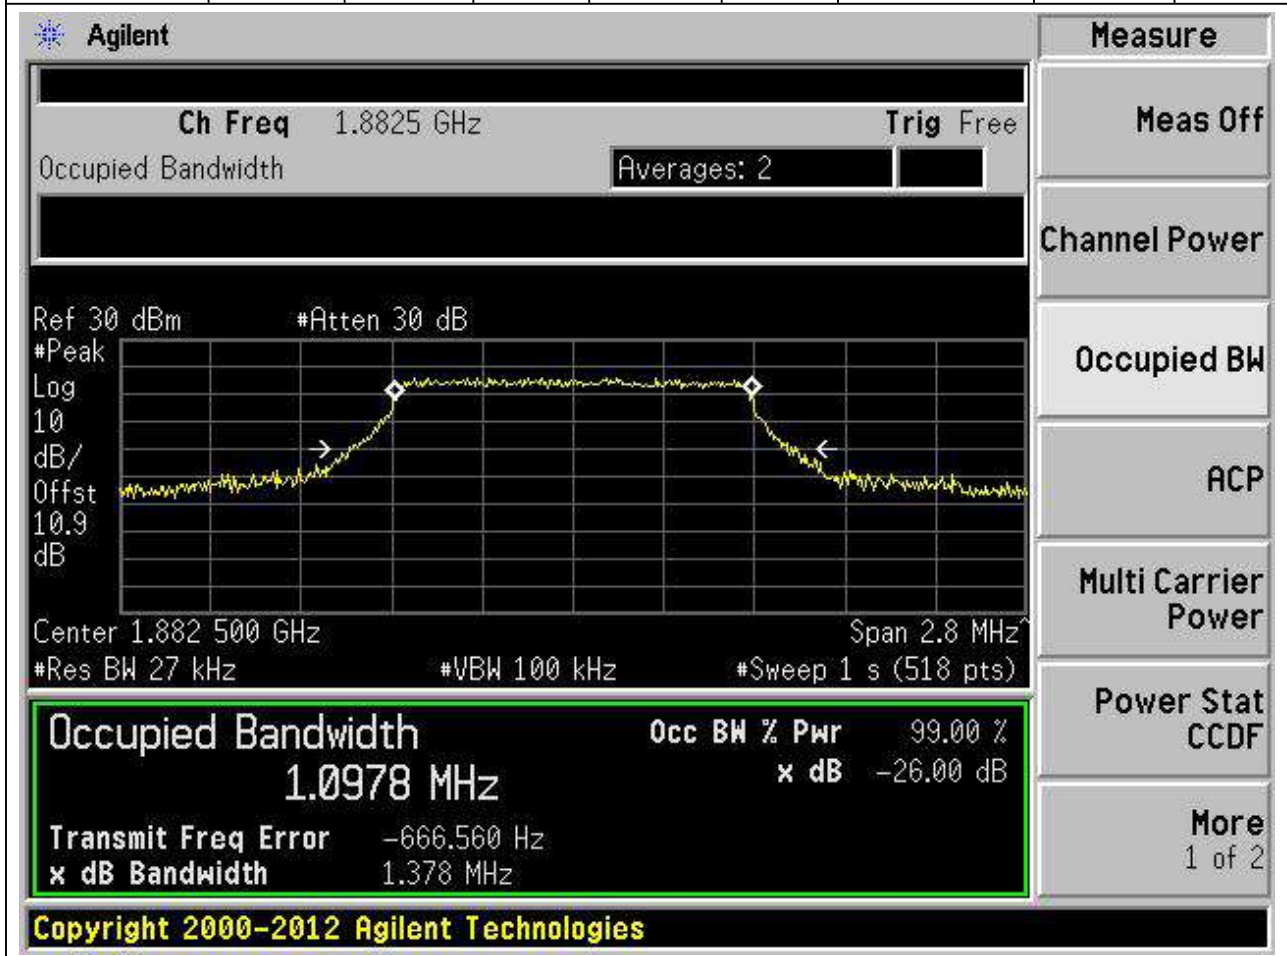 Agilent
Measure
Ch Freq 1.8825 GHz Trig Free
Occupied Bandwidth Averages: 2
Meas Off
Channel Power
Occupied BW
ACP
Multi Carrier
Power
Power Stat
CCDF
More
1 of 2
Ref 30 dBm #Atten 30 dB
#Peak
Log
10
dB/
Offst
10.9
dB
Center 1.882 500 GHz Span 2.8 MHz^
#Res BW 27 kHz #VBW 100 kHz #Sweep 1 s (518 pts)
Occupied Bandwidth Occ BW % Pwr 99.00 %
1.0978 MHz x dB -26.00 dB
Transmit Freq Error -666.560 Hz
x dB Bandwidth 1.378 MHz
Copyright 2000-2012 Agilent Technologies